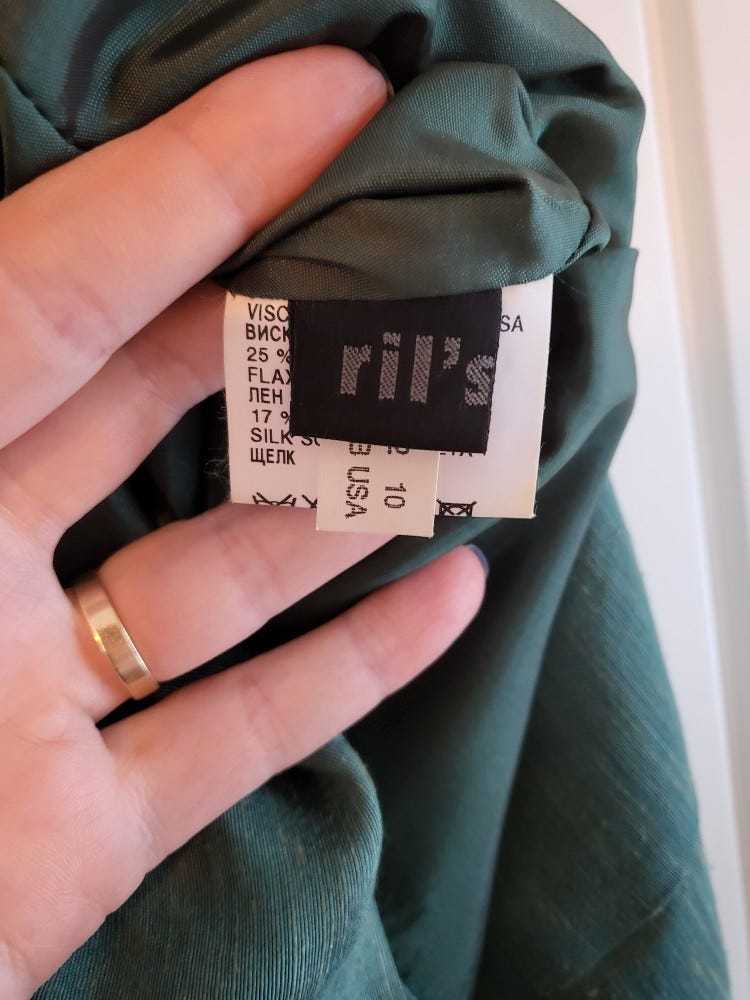 VISC
ВИСК
25 %
FLAX
ЛЕН
17 %
SILK
ЩЕЛК
SA
ril's
10
USA